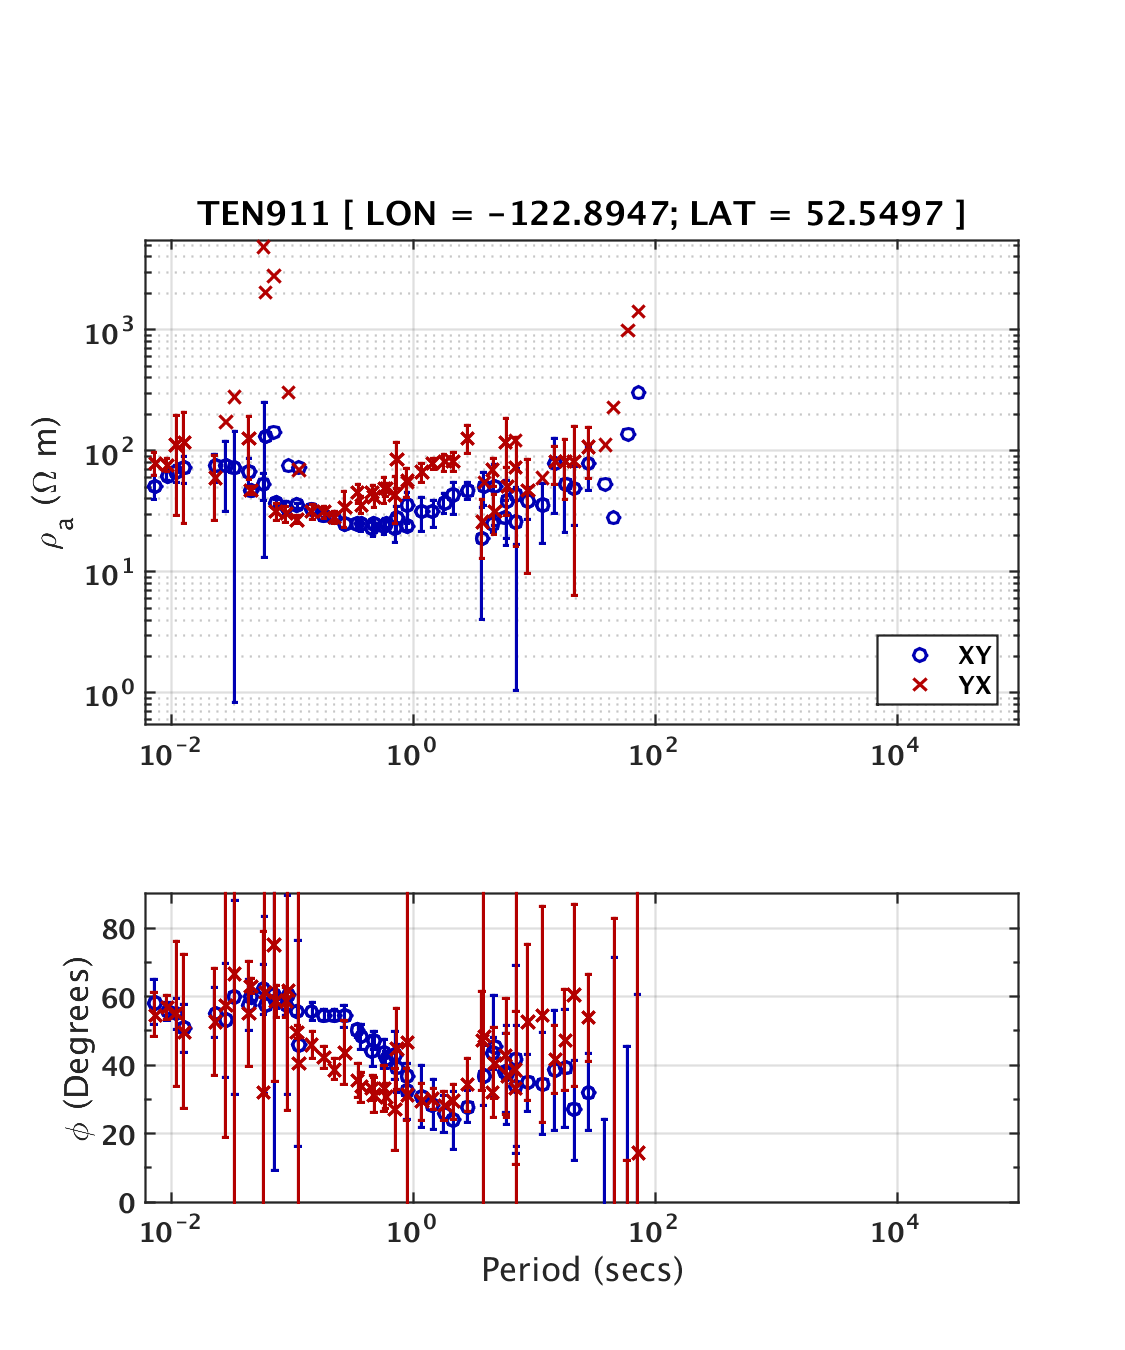 TEN911 [ LON = -122.8947; LAT = 52.5497 ]
ρa (Ω m)
10^3
10^2
10^1
10^0
XY
YX
10^-2
10^0
10^2
10^4
ϕ (Degrees)
80
60
40
20
0
10^-2
10^0
10^2
10^4
Period (secs)